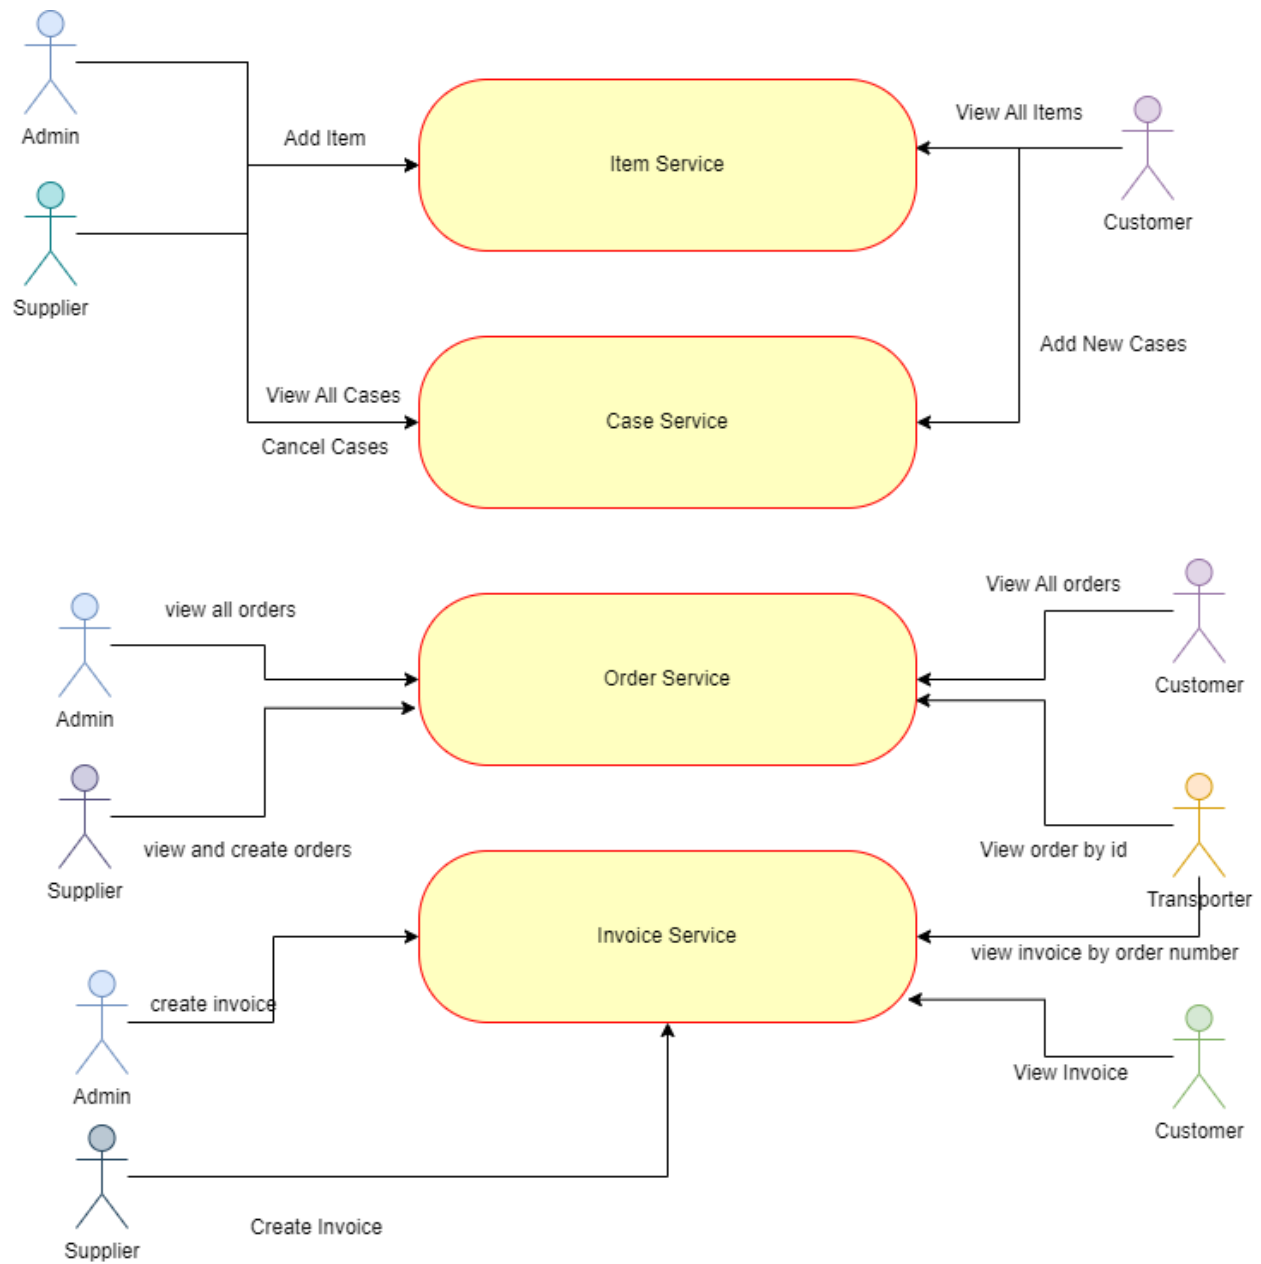 Admin
Add Item
View All Items
Item Service
Customer
Supplier
Add New Cases
View All Cases
Case Service
Cancel Cases
View All orders
view all orders
Order Service
Customer
Admin
view and create orders
View order by id
Supplier
Transporter
Invoice Service
view invoice by order number
create invoice
View Invoice
Admin
Customer
Create Invoice
Supplier